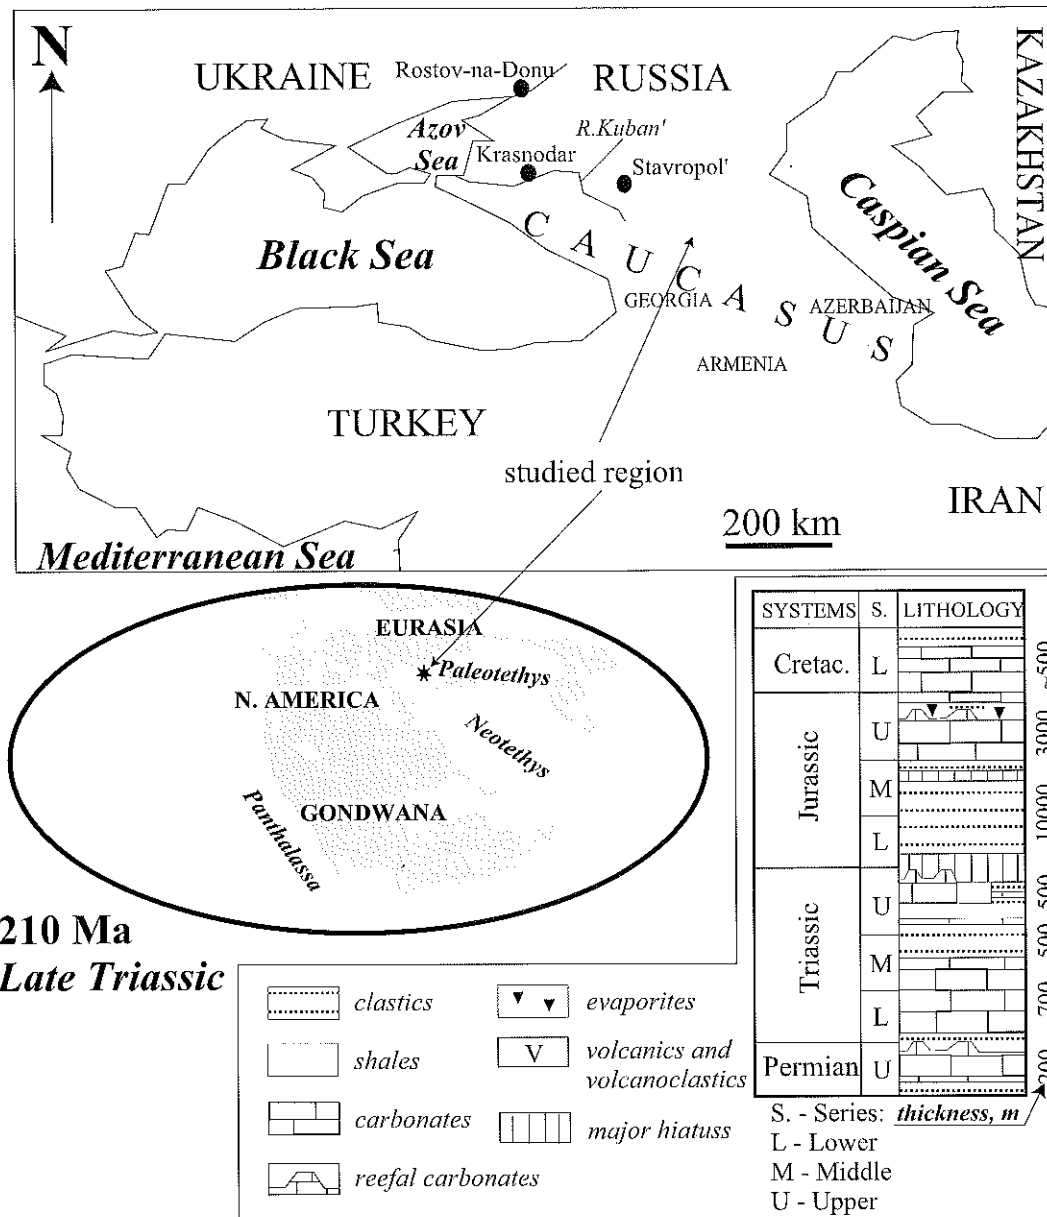 N
UKRAINE
Rostov-na-Donu
RUSSIA
KAZAKHSTAN
Azov
Sea
R.Kuban'
Krasnodar
Stavropol'
Caspian Sea
Black Sea
CAUCASUS
GEORGIA
AZERBAIJAN
ARMENIA
TURKEY
studied region
IRAN
200 km
Mediterranean Sea
EURASIA
Paleotethys
N. AMERICA
Neotethys
GONDWANA
Panthalassa
210 Ma
Late Triassic
SYSTEMS S. LITHOLOGY
Cretac. L ~500
Jurassic U 3000
M 10000
L
Triassic U 500
500
M
L 700
Permian U 200
S. - Series: thickness, m
L - Lower
M - Middle
U - Upper
clastics
shales
carbonates
reefal carbonates
evaporites
V volcanics and
volcanoclastics
major hiatuss